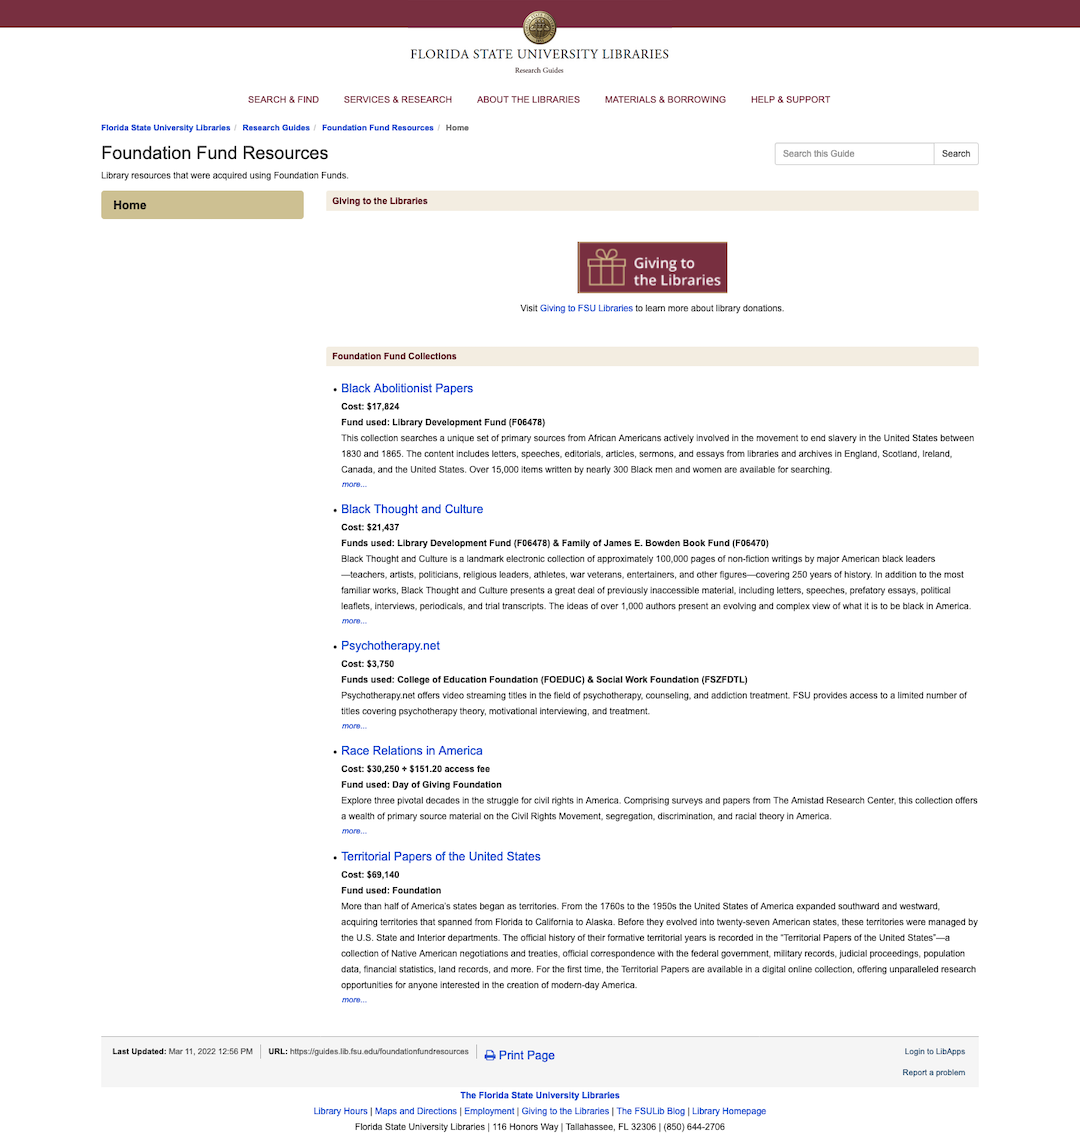 FLORIDA STATE UNIVERSITY LIBRARIES
Research Guides
SEARCH & FIND SERVICES & RESEARCH ABOUT THE LIBRARIES MATERIALS & BORROWING HELP & SUPPORT
Florida State University Libraries / Research Guides / Foundation Fund Resources / Home
Foundation Fund Resources
Search this Guide Search
Library resources that were acquired using Foundation Funds.
Home
Giving to the Libraries
Giving to
the Libraries
Visit Giving to FSU Libraries to learn more about library donations.
Foundation Fund Collections
• Black Abolitionist Papers
Cost: $17,824
Fund used: Library Development Fund (F06478)
This collection searches a unique set of primary sources from African Americans actively involved in the movement to end slavery in the United States between
1830 and 1865. The content includes letters, speeches, editorials, articles, sermons, and essays from libraries and archives in England, Scotland, Ireland,
Canada, and the United States. Over 15,000 items written by nearly 300 Black men and women are available for searching.
more...
• Black Thought and Culture
Cost: $21,437
Funds used: Library Development Fund (F06478) & Family of James E. Bowden Book Fund (F06470)
Black Thought and Culture is a landmark electronic collection of approximately 100,000 pages of non-fiction writings by major American black leaders
—teachers, artists, politicians, religious leaders, athletes, war veterans, entertainers, and other figures—covering 250 years of history. In addition to the most
familiar works, Black Thought and Culture presents a great deal of previously inaccessible material, including letters, speeches, prefatory essays, political
leaflets, interviews, periodicals, and trial transcripts. The ideas of over 1,000 authors present an evolving and complex view of what it is to be black in America.
more...
• Psychotherapy.net
Cost: $3,750
Funds used: College of Education Foundation (FOEDUC) & Social Work Foundation (FSZFDTL)
Psychotherapy.net offers video streaming titles in the field of psychotherapy, counseling, and addiction treatment. FSU provides access to a limited number of
titles covering psychotherapy theory, motivational interviewing, and treatment.
more...
• Race Relations in America
Cost: $30,250 + $151.20 access fee
Fund used: Day of Giving Foundation
Explore three pivotal decades in the struggle for civil rights in America. Comprising surveys and papers from The Amistad Research Center, this collection offers
a wealth of primary source material on the Civil Rights Movement, segregation, discrimination, and racial theory in America.
more...
• Territorial Papers of the United States
Cost: $69,140
Fund used: Foundation
More than half of America's states began as territories. From the 1760s to the 1950s the United States of America expanded southward and westward,
acquiring territories that spanned from Florida to California to Alaska. Before they evolved into twenty-seven American states, these territories were managed by
the U.S. State and Interior departments. The official history of their formative territorial years is recorded in the "Territorial Papers of the United States"—a
collection of Native American negotiations and treaties, official correspondence with the federal government, military records, judicial proceedings, population
data, financial statistics, land records, and more. For the first time, the Territorial Papers are available in a digital online collection, offering unparalleled research
opportunities for anyone interested in the creation of modern-day America.
more...
Last Updated: Mar 11, 2022 12:56 PM URL: https://guides.lib.fsu.edu/foundationfundresources Print Page Login to LibApps
Report a problem
The Florida State University Libraries
Library Hours | Maps and Directions | Employment | Giving to the Libraries | The FSULib Blog | Library Homepage
Florida State University Libraries | 116 Honors Way | Tallahassee, FL 32306 | (850) 644-2706